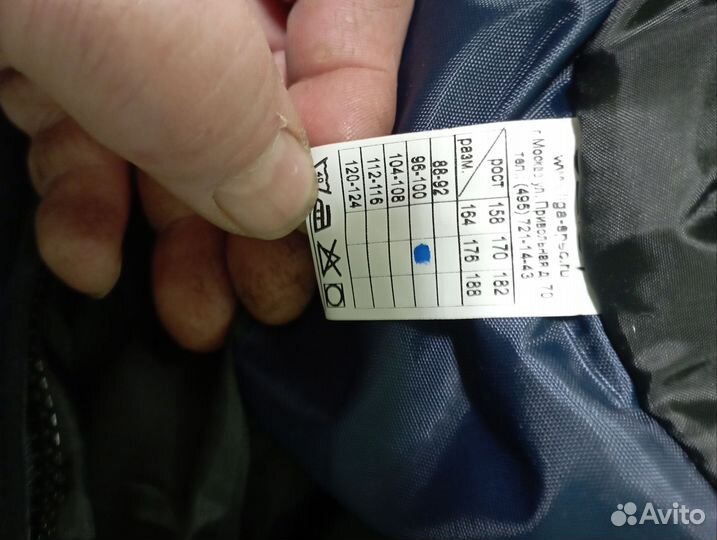 г. Москва ул. Привольная д. 70
тел. (495) 721-14-43
рост 158 170 182
разм. 164 176 188
88-92
96-100
104-108
112-116
120-124
Avito